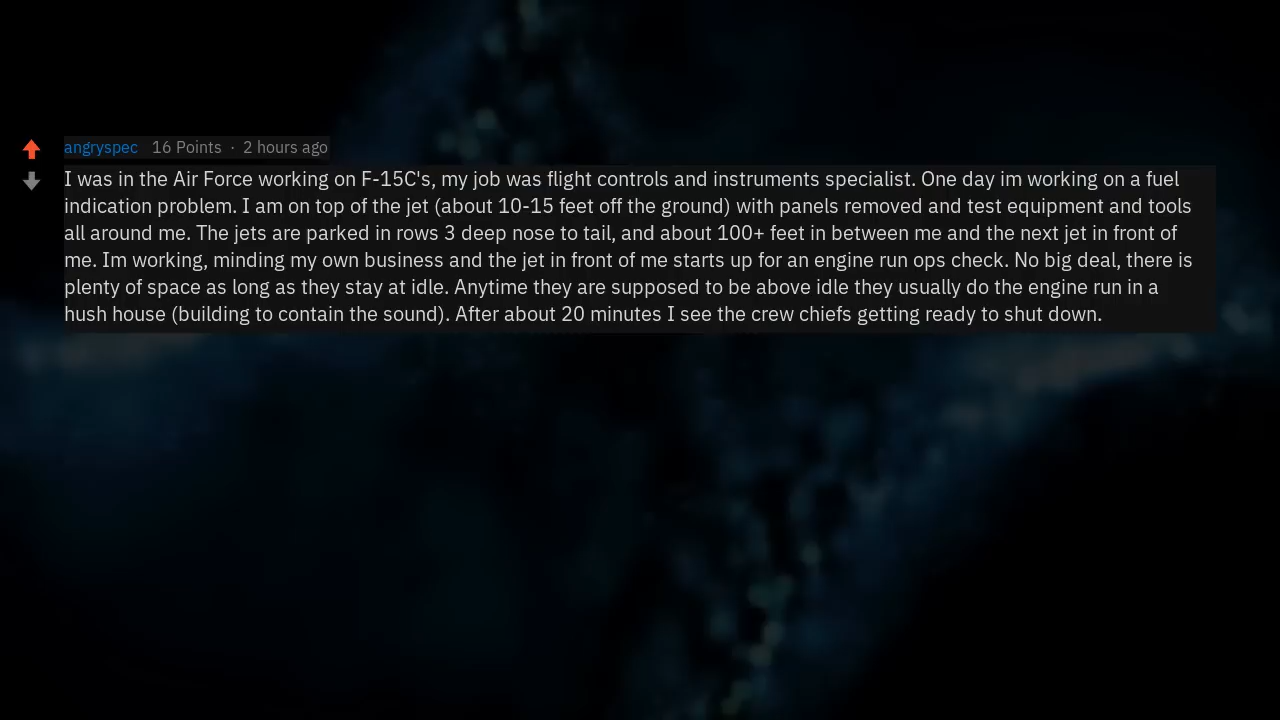 angryspec 16 Points · 2 hours ago
I was in the Air Force working on F-15C's, my job was flight controls and instruments specialist. One day im working on a fuel
indication problem. I am on top of the jet (about 10-15 feet off the ground) with panels removed and test equipment and tools
all around me. The jets are parked in rows 3 deep nose to tail, and about 100+ feet in between me and the next jet in front of
me. Im working, minding my own business and the jet in front of me starts up for an engine run ops check. No big deal, there is
plenty of space as long as they stay at idle. Anytime they are supposed to be above idle they usually do the engine run in a
hush house (building to contain the sound). After about 20 minutes I see the crew chiefs getting ready to shut down.